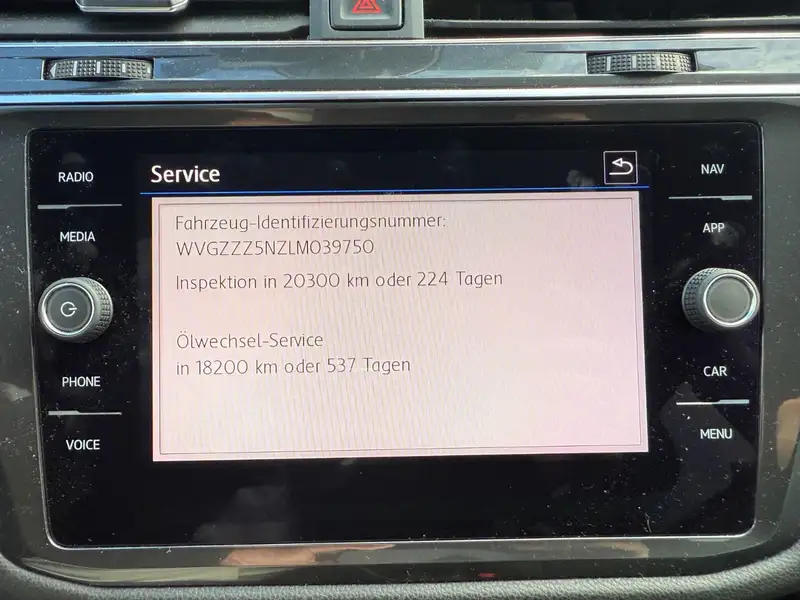 Service
RADIO
MEDIA
PHONE
VOICE
Fahrzeug-Identifizierungsnummer:
WVGZZZ5NZLM039750
Inspektion in 20300 km oder 224 Tagen
Ölwechsel-Service
in 18200 km oder 537 Tagen
NAV
APP
CAR
MENU